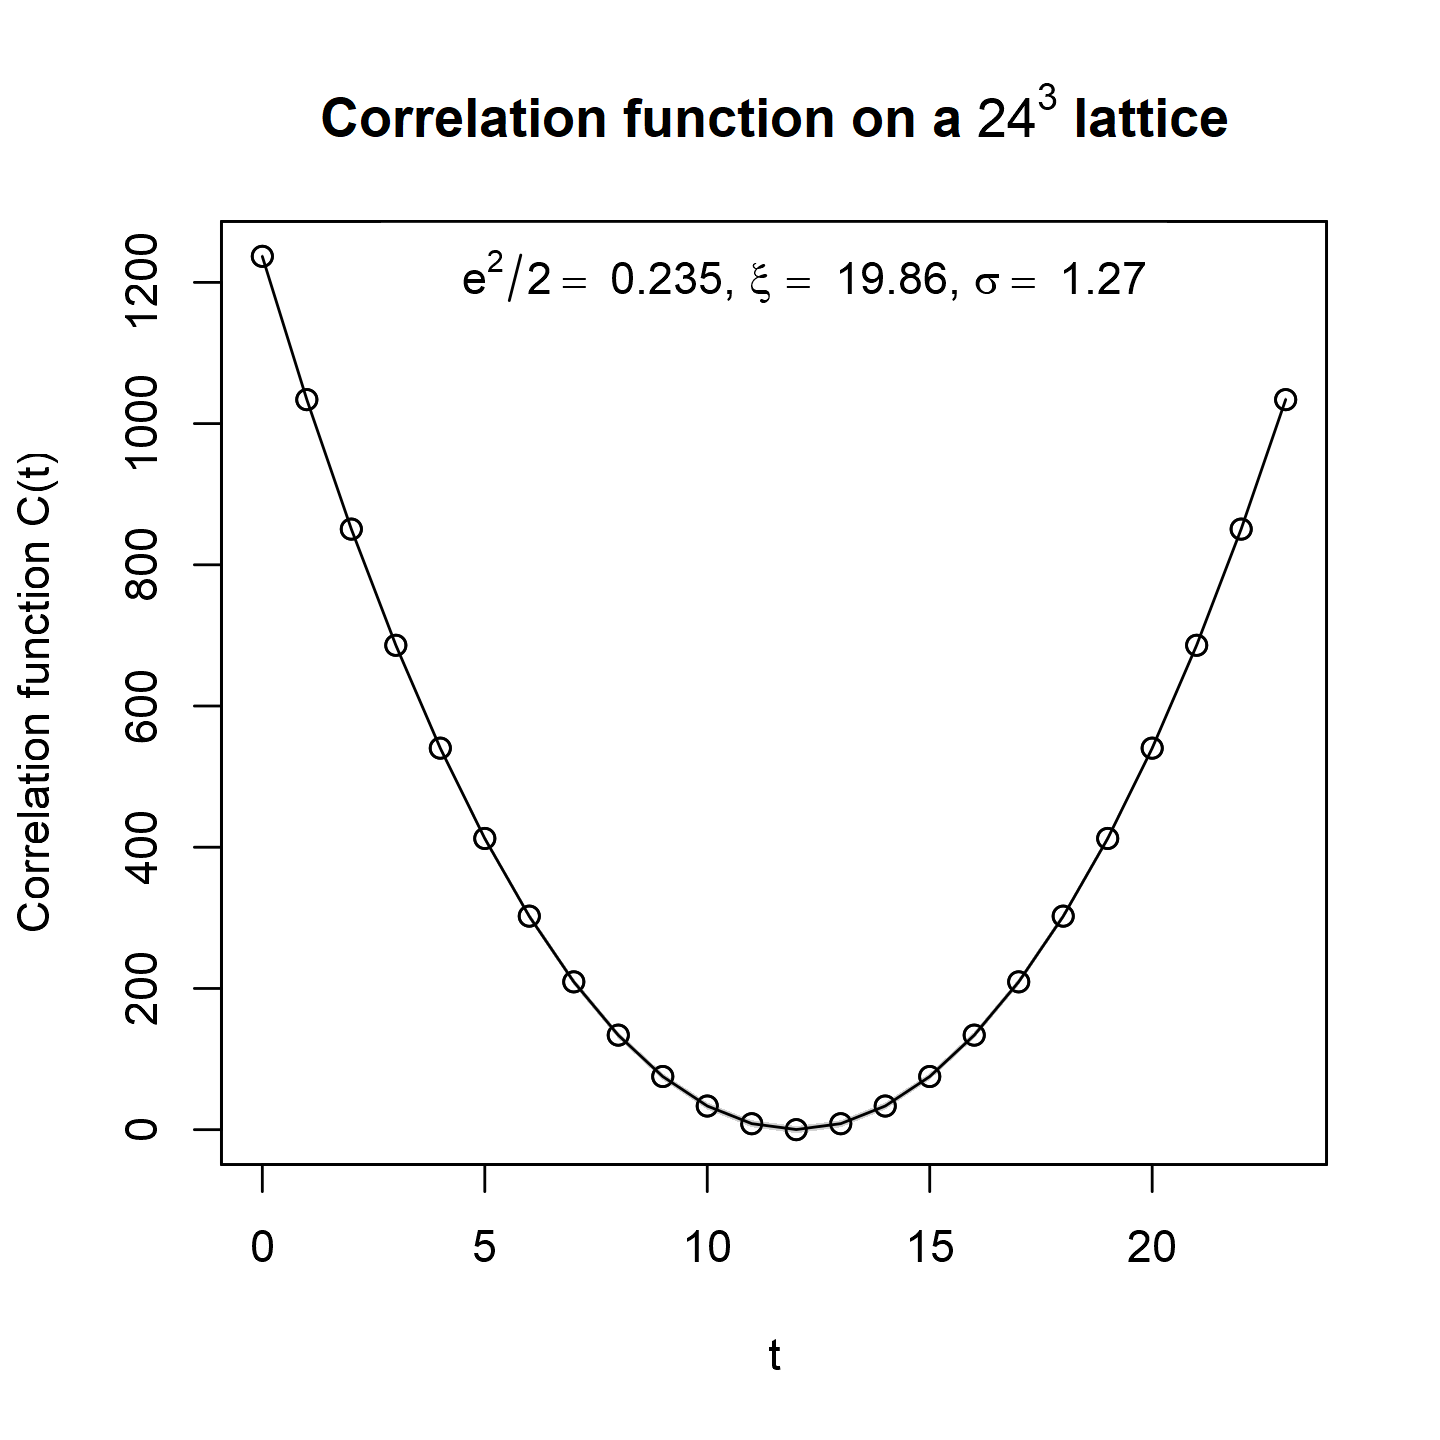 Correlation function on a 24³ lattice
e²/2 = 0.235, ξ = 19.86, σ = 1.27
Correlation function C(t)
1200
1000
800
600
400
200
0
0 5 10 15 20
t